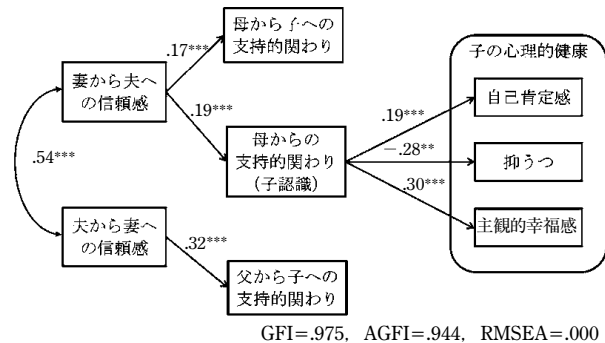 母から子への
支持的関わり
.17***
子の心理的健康
妻から夫へ
の信頼感
.19***
.19***
自己肯定感
母からの
支持的関わり
(子認識)
−.28**
抑うつ
.54***
.30***
主観的幸福感
夫から妻へ
の信頼感
.32***
父から子への
支持的関わり
GFI=.975, AGFI=.944, RMSEA=.000